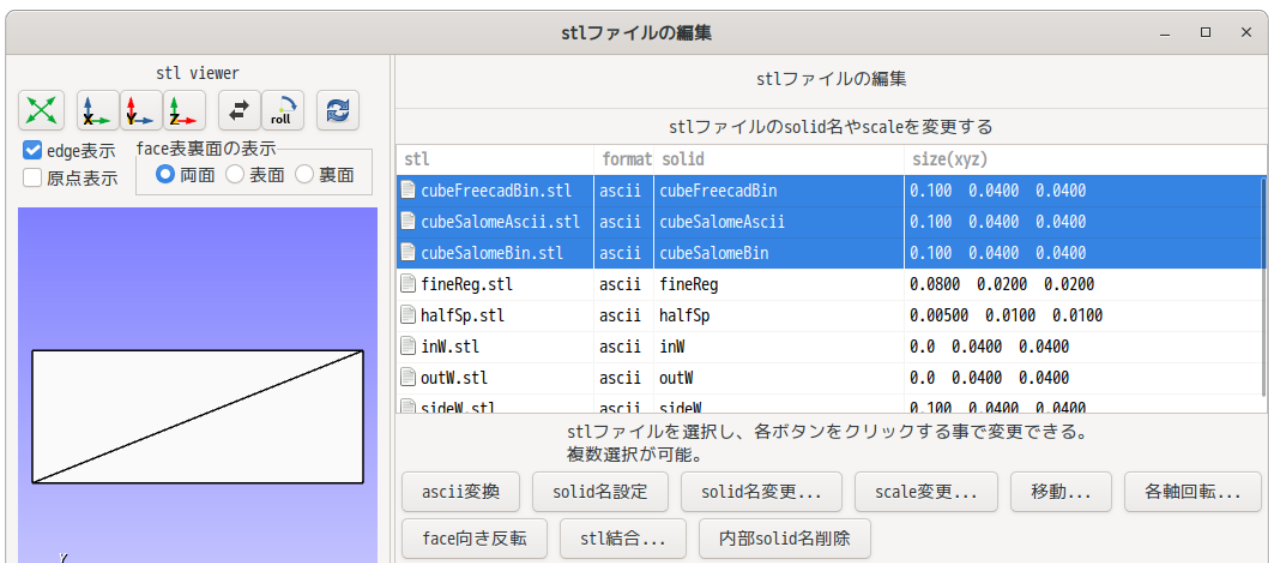 stlファイルの編集
stl viewer
X
Y
Z
roll
edge表示
原点表示
face表裏面の表示
両面 表面 裏面
Y
stlファイルの編集
stlファイルのsolid名やscaleを変更する
stl format solid size(xyz)
cubeFreecadBin.stl ascii cubeFreecadBin 0.100 0.0400 0.0400
cubeSalomeAscii.stl ascii cubeSalomeAscii 0.100 0.0400 0.0400
cubeSalomeBin.stl ascii cubeSalomeBin 0.100 0.0400 0.0400
fineReg.stl ascii fineReg 0.0800 0.0200 0.0200
halfSp.stl ascii halfSp 0.00500 0.0100 0.0100
inW.stl ascii inW 0.0 0.0400 0.0400
outW.stl ascii outW 0.0 0.0400 0.0400
sideW.stl ascii sideW 0.100 0.0400 0.0400
stlファイルを選択し、各ボタンをクリックする事で変更できる。
複数選択が可能。
ascii変換 solid名設定 solid名変更... scale変更... 移動... 各軸回転...
face向き反転 stl結合... 内部solid名削除